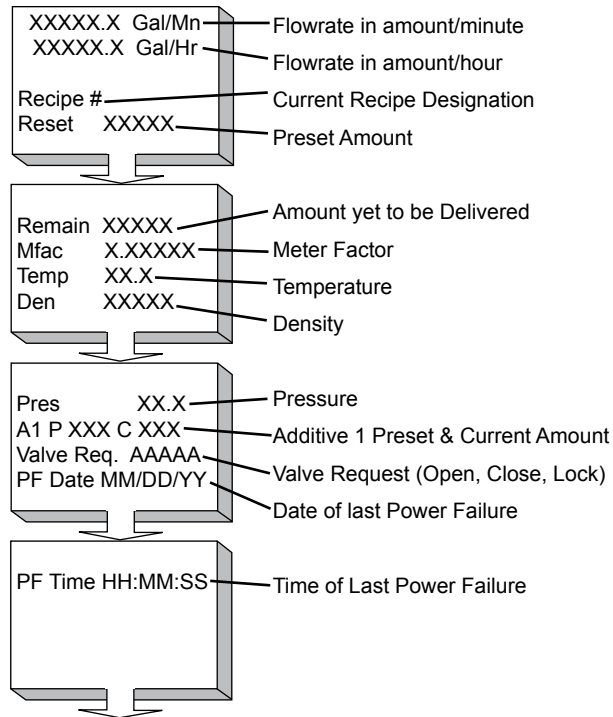 XXXXX.X Gal/Mn Flowrate in amount/minute
XXXXX.X Gal/Hr Flowrate in amount/hour
Recipe # Current Recipe Designation
Reset XXXXX Preset Amount
Remain XXXXX Amount yet to be Delivered
Mfac X.XXXXX Meter Factor
Temp XX.X Temperature
Den XXXXX Density
Pres XX.X Pressure
A1 P XXX C XXX Additive 1 Preset & Current Amount
Valve Req. AAAAA Valve Request (Open, Close, Lock)
PF Date MM/DD/YY Date of last Power Failure
PF Time HH:MM:SS Time of Last Power Failure